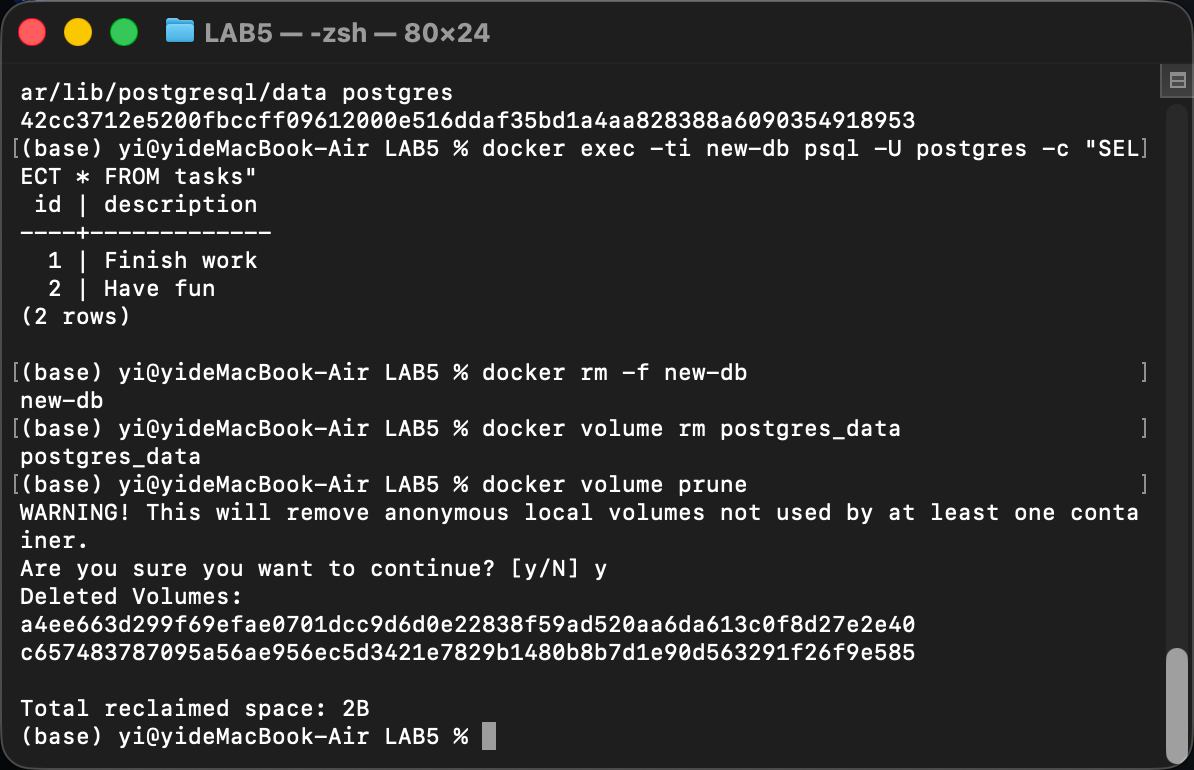 LAB5 — -zsh — 80×24
ar/lib/postgresql/data postgres
42cc3712e5200fbccff09612000e516ddaf35bd1a4aa828388a6090354918953
[(base) yi@yideMacBook-Air LAB5 % docker exec -ti new-db psql -U postgres -c "SEL]
ECT * FROM tasks"
 id | description
----+-------------
  1 | Finish work
  2 | Have fun
(2 rows)

[(base) yi@yideMacBook-Air LAB5 % docker rm -f new-db ]
new-db
[(base) yi@yideMacBook-Air LAB5 % docker volume rm postgres_data ]
postgres_data
[(base) yi@yideMacBook-Air LAB5 % docker volume prune ]
WARNING! This will remove anonymous local volumes not used by at least one conta
iner.
Are you sure you want to continue? [y/N] y
Deleted Volumes:
a4ee663d299f69efae0701dcc9d6d0e22838f59ad520aa6da613c0f8d27e2e40
c657483787095a56ae956ec5d3421e7829b1480b8b7d1e90d563291f26f9e585

Total reclaimed space: 2B
(base) yi@yideMacBook-Air LAB5 %